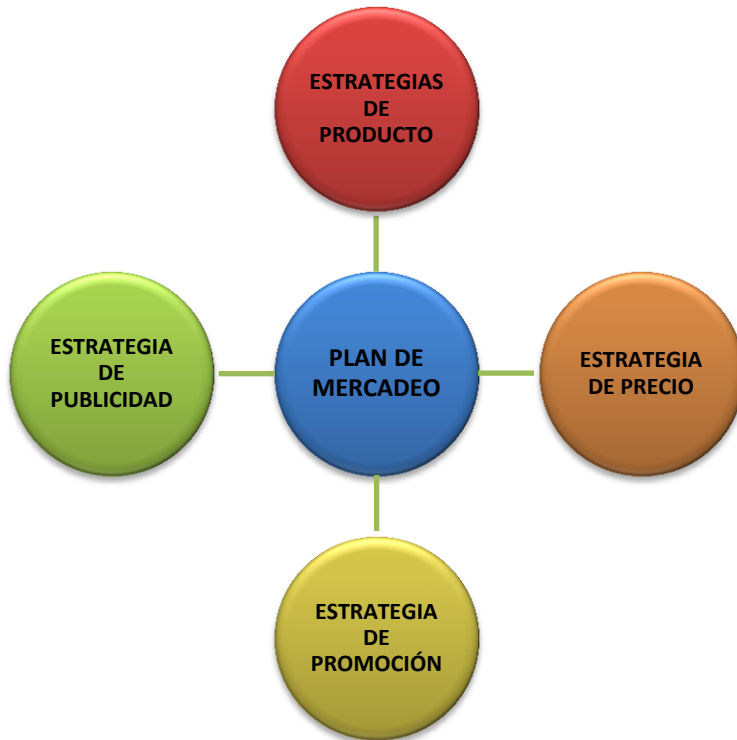 ESTRATEGIAS
DE
PRODUCTO
ESTRATEGIA
DE
PUBLICIDAD
PLAN DE
MERCADEO
ESTRATEGIA
DE PRECIO
ESTRATEGIA
DE
PROMOCIÓN